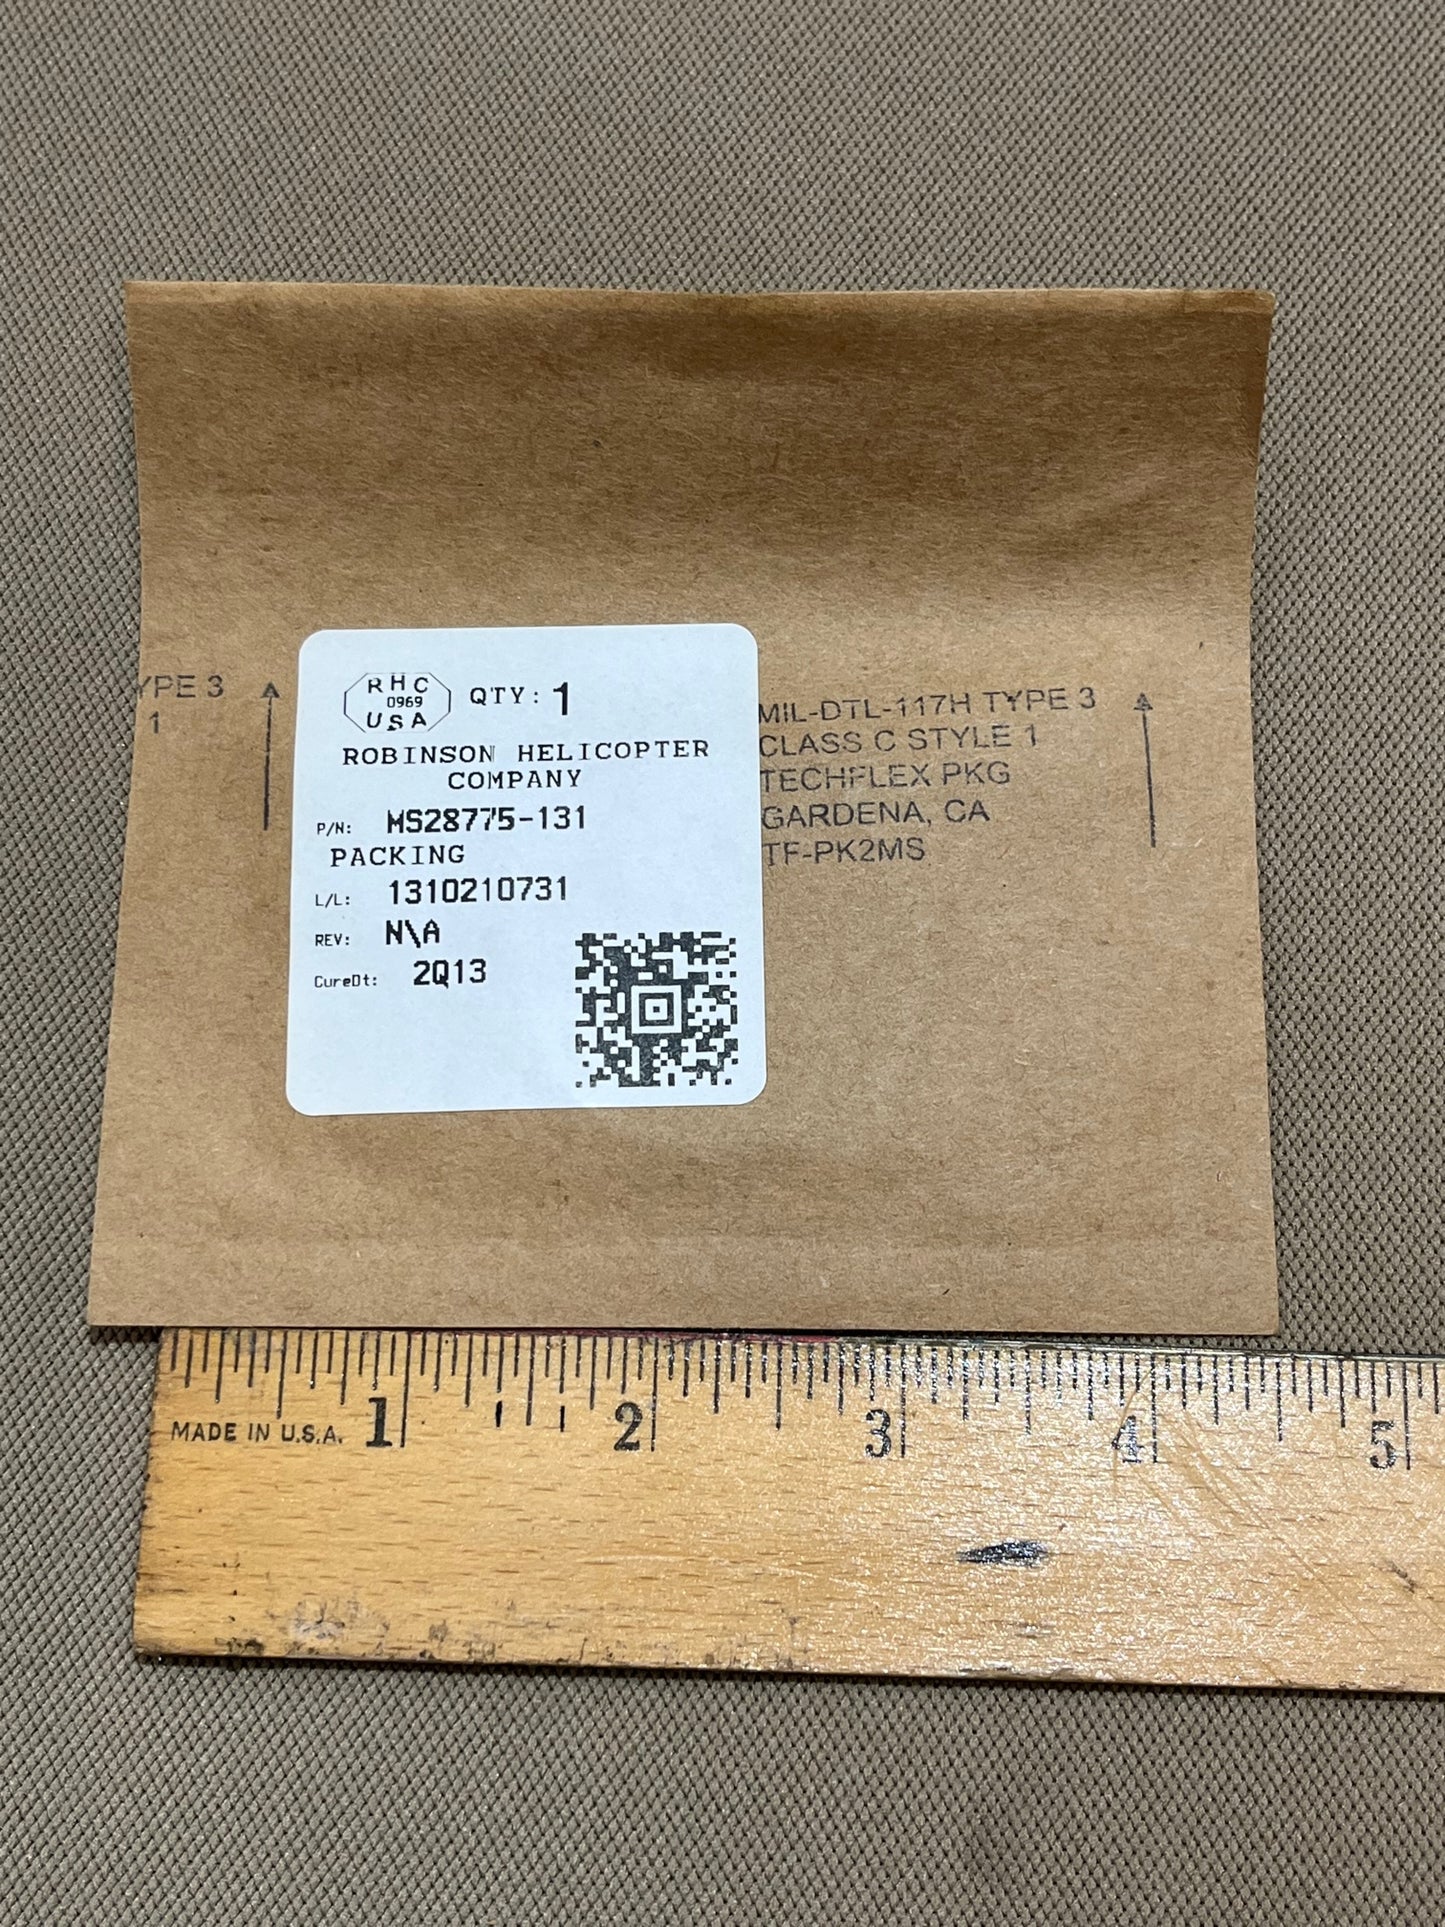 RHC
0969
USA
QTY: 1
ROBINSON HELICOPTER
COMPANY
P/N: MS28775-131
PACKING
L/L: 1310210731
REV: N\A
CureDt: 2Q13
YPE 3
1
MIL-DTL-117H TYPE 3
CLASS C STYLE 1
TECHFLEX PKG
GARDENA, CA
TF-PK2MS
MADE IN U.S.A. 1 2 3 4 5